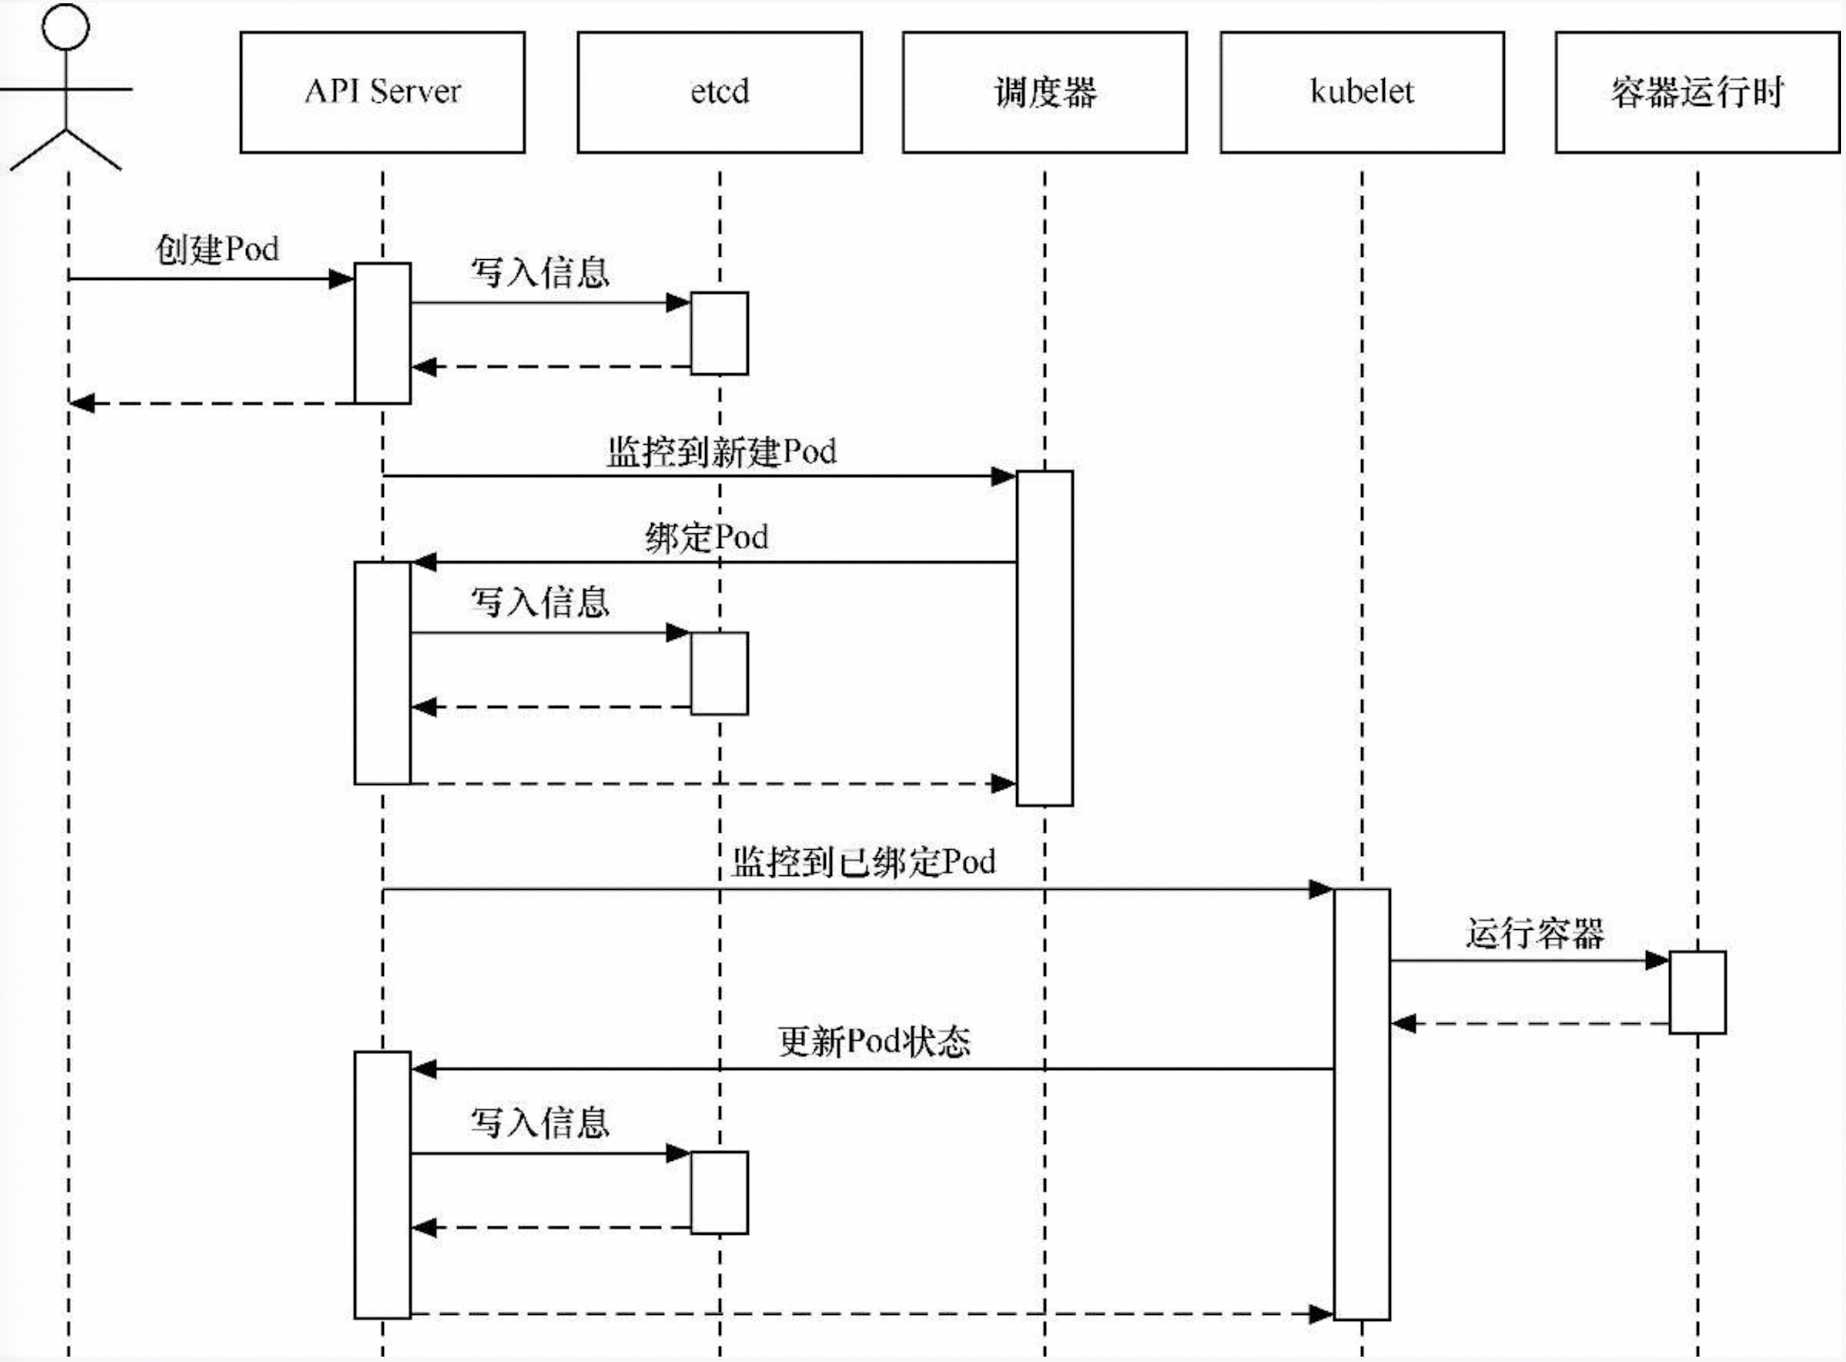 API Server
etcd
调度器
kubelet
容器运行时
创建Pod
写入信息
监控到新建Pod
绑定Pod
写入信息
监控到已绑定Pod
运行容器
更新Pod状态
写入信息